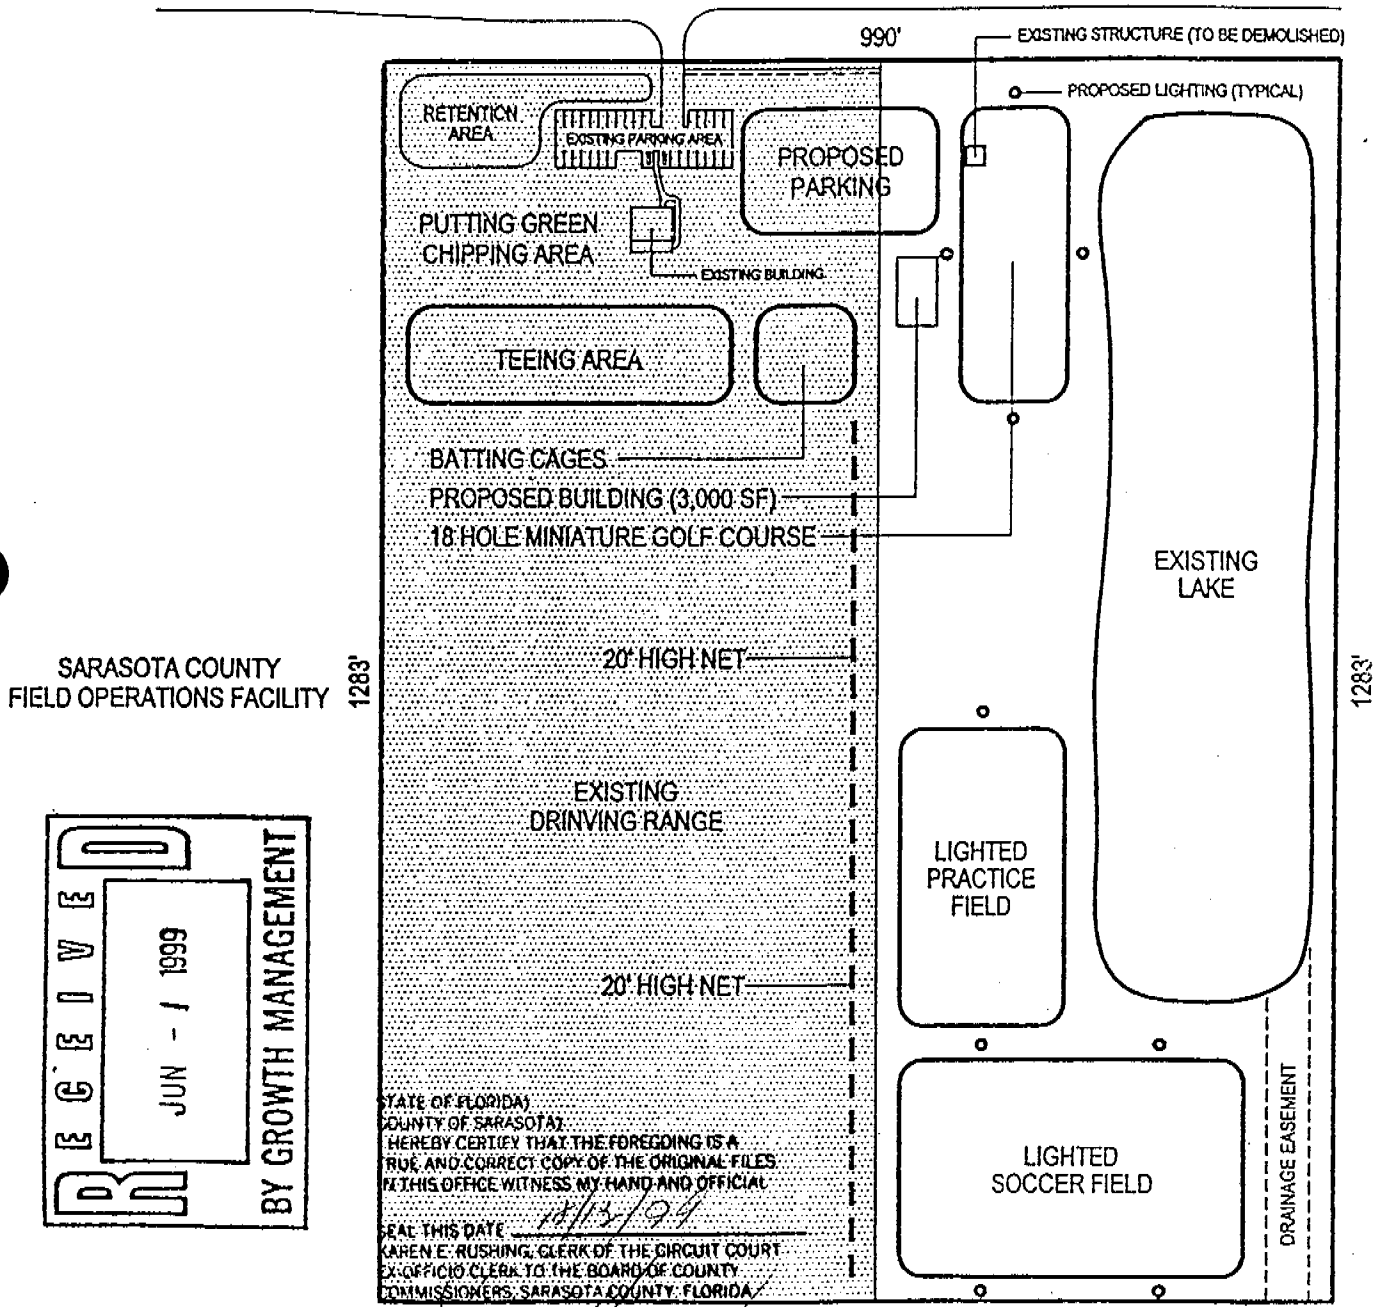 990'
EXISTING STRUCTURE (TO BE DEMOLISHED)
PROPOSED LIGHTING (TYPICAL)
RETENTION
AREA
EXISTING PARKING AREA
PROPOSED
PARKING
PUTTING GREEN
CHIPPING AREA
EXISTING BUILDING
TEEING AREA
BATTING CAGES
PROPOSED BUILDING (3,000 SF)
18 HOLE MINIATURE GOLF COURSE
EXISTING
LAKE
20' HIGH NET
SARASOTA COUNTY
FIELD OPERATIONS FACILITY
1283'
1283'
EXISTING
DRINVING RANGE
LIGHTED
PRACTICE
FIELD
20' HIGH NET
RECEIVED
JUN - 1 1999
BY GROWTH MANAGEMENT
LIGHTED
SOCCER FIELD
DRAINAGE EASEMENT
TATE OF FLORIDA)
OUNTY OF SARASOTA)
HEREBY CERTIFY THAT THE FOREGOING IS A
RUE AND CORRECT COPY OF THE ORIGINAL FILES
N THIS OFFICE WITNESS MY HAND AND OFFICIAL
SEAL THIS DATE
KAREN E. RUSHING, CLERK OF THE CIRCUIT COURT
EX-OFFICIO CLERK TO THE BOARD OF COUNTY
COMMISSIONERS, SARASOTA COUNTY, FLORIDA